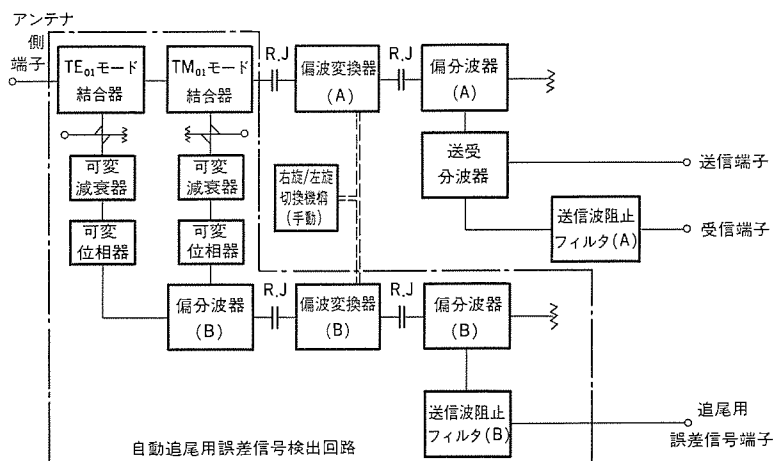 アンテナ
側
端子
TE₀₁モード
結合器
TM₀₁モード
結合器
R,J
偏波変換器
(A)
R,J
偏分波器
(A)
可変
減衰器
可変
減衰器
右旋/左旋
切換機構
(手動)
送受
分波器
送信端子
可変
位相器
可変
位相器
送信波阻止
フィルタ(A)
受信端子
偏分波器
(B)
R,J
偏波変換器
(B)
R,J
偏分波器
(B)
送信波阻止
フィルタ(B)
追尾用
誤差信号端子
自動追尾用誤差信号検出回路